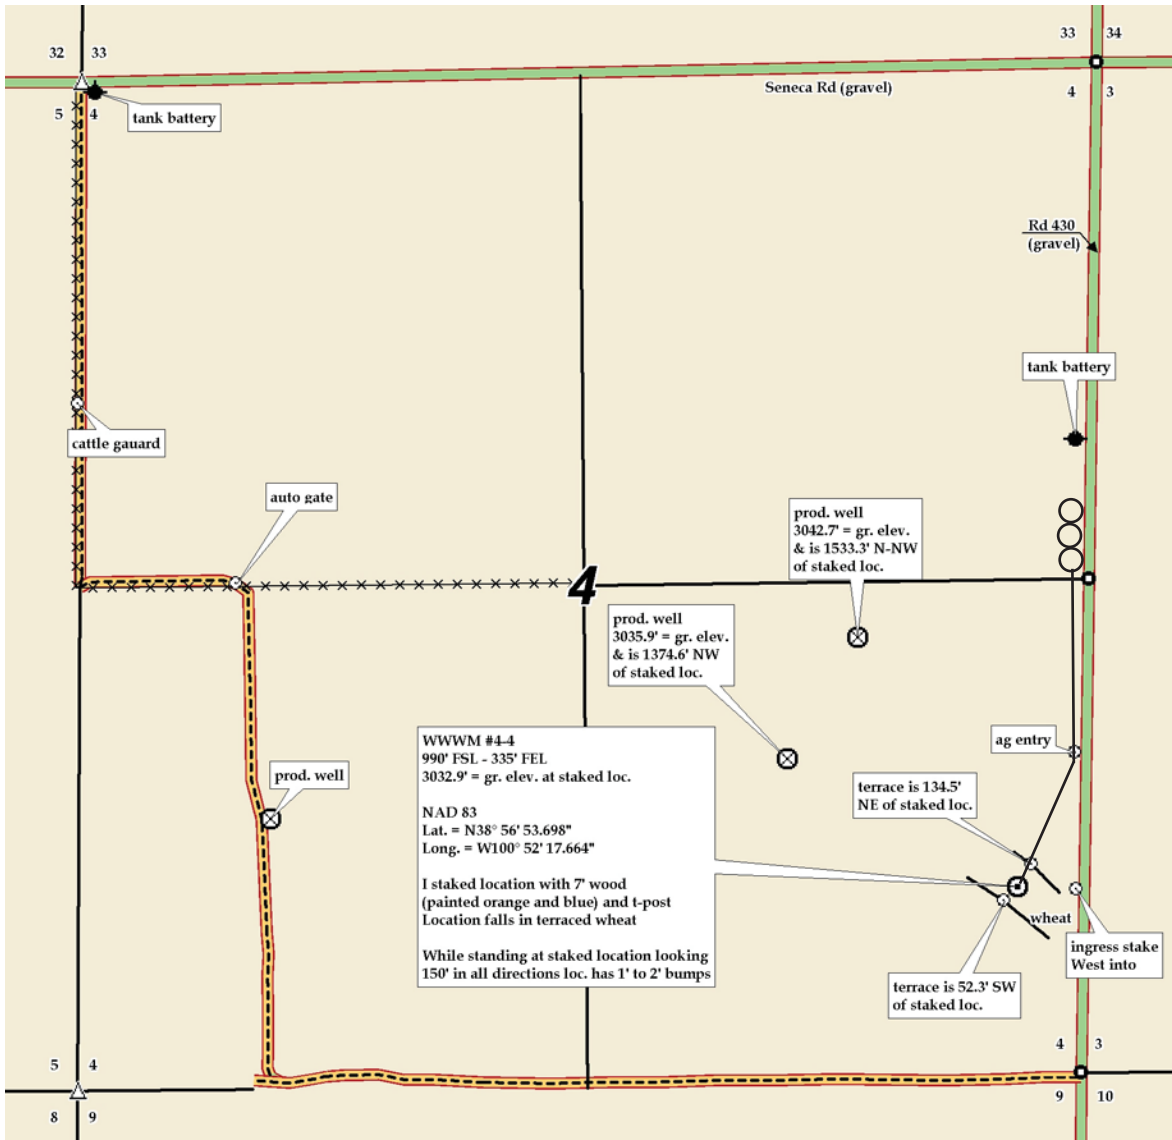 32 33
33 34
Seneca Rd (gravel)
4 3
5 4
tank battery
Rd 430
(gravel)
tank battery
cattle gauard
auto gate
prod. well
3042.7' = gr. elev.
& is 1533.3' N-NW
of staked loc.
4
prod. well
3035.9' = gr. elev.
& is 1374.6' NW
of staked loc.
WWWM #4-4
990' FSL - 335' FEL
3032.9' = gr. elev. at staked loc.
NAD 83
Lat. = N38° 56' 53.698"
Long. = W100° 52' 17.664"
I staked location with 7' wood
(painted orange and blue) and t-post
Location falls in terraced wheat
While standing at staked location looking
150' in all directions loc. has 1' to 2' bumps
ag entry
prod. well
terrace is 134.5'
NE of staked loc.
wheat
ingress stake
West into
terrace is 52.3' SW
of staked loc.
5 4
4 3
8 9
9 10